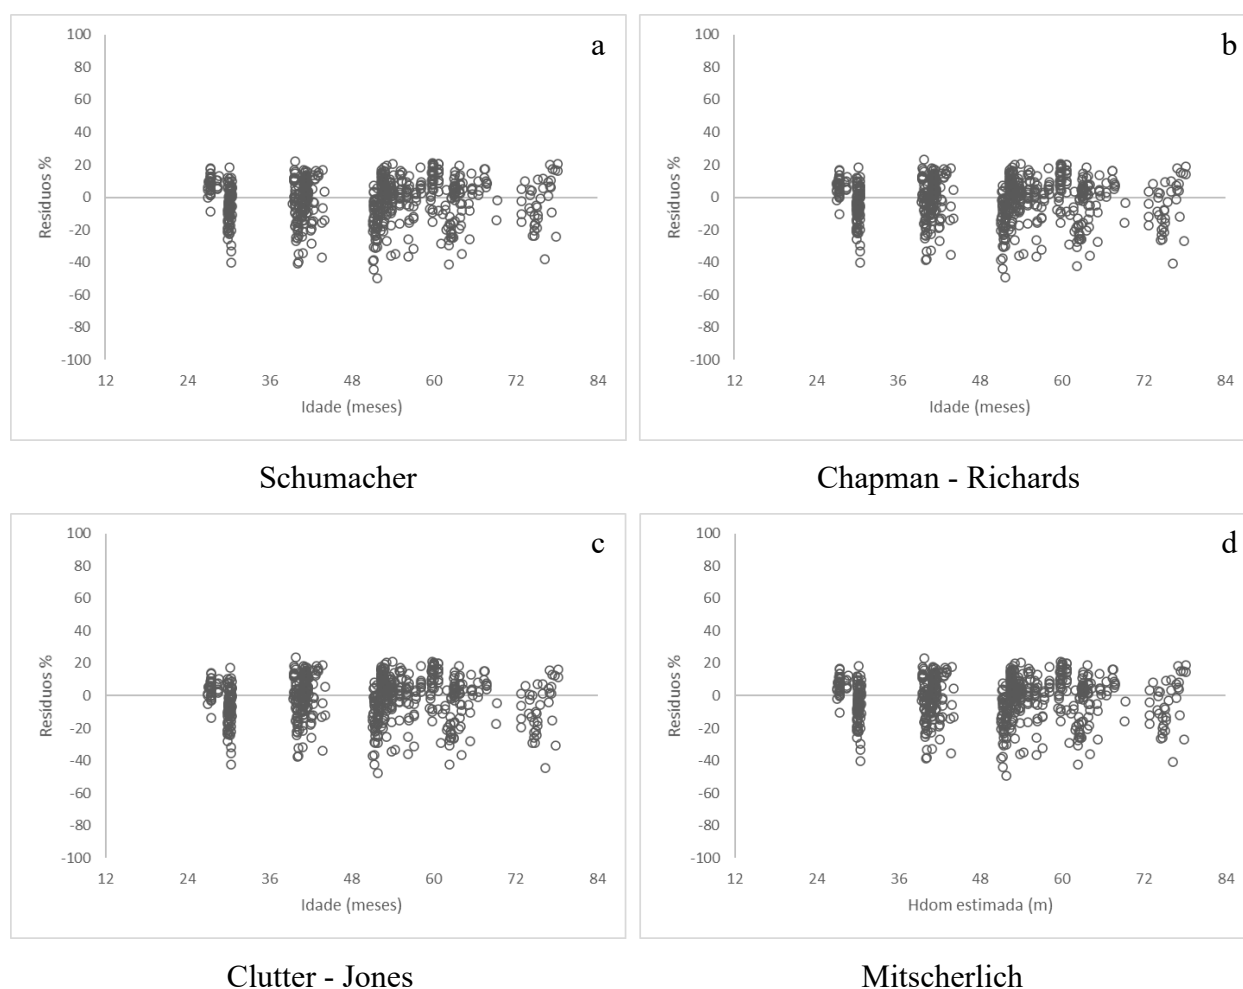 a
100
80
60
40
20
0
-20
-40
-60
-80
-100
Resíduos %
12 24 36 48 60 72 84
Idade (meses)
Schumacher
b
100
80
60
40
20
0
-20
-40
-60
-80
-100
Resíduos %
12 24 36 48 60 72 84
Idade (meses)
Chapman - Richards
c
100
80
60
40
20
0
-20
-40
-60
-80
-100
Resíduos %
12 24 36 48 60 72 84
Idade (meses)
Clutter - Jones
d
100
80
60
40
20
0
-20
-40
-60
-80
-100
Resíduos %
12 24 36 48 60 72 84
Hdom estimada (m)
Mitscherlich